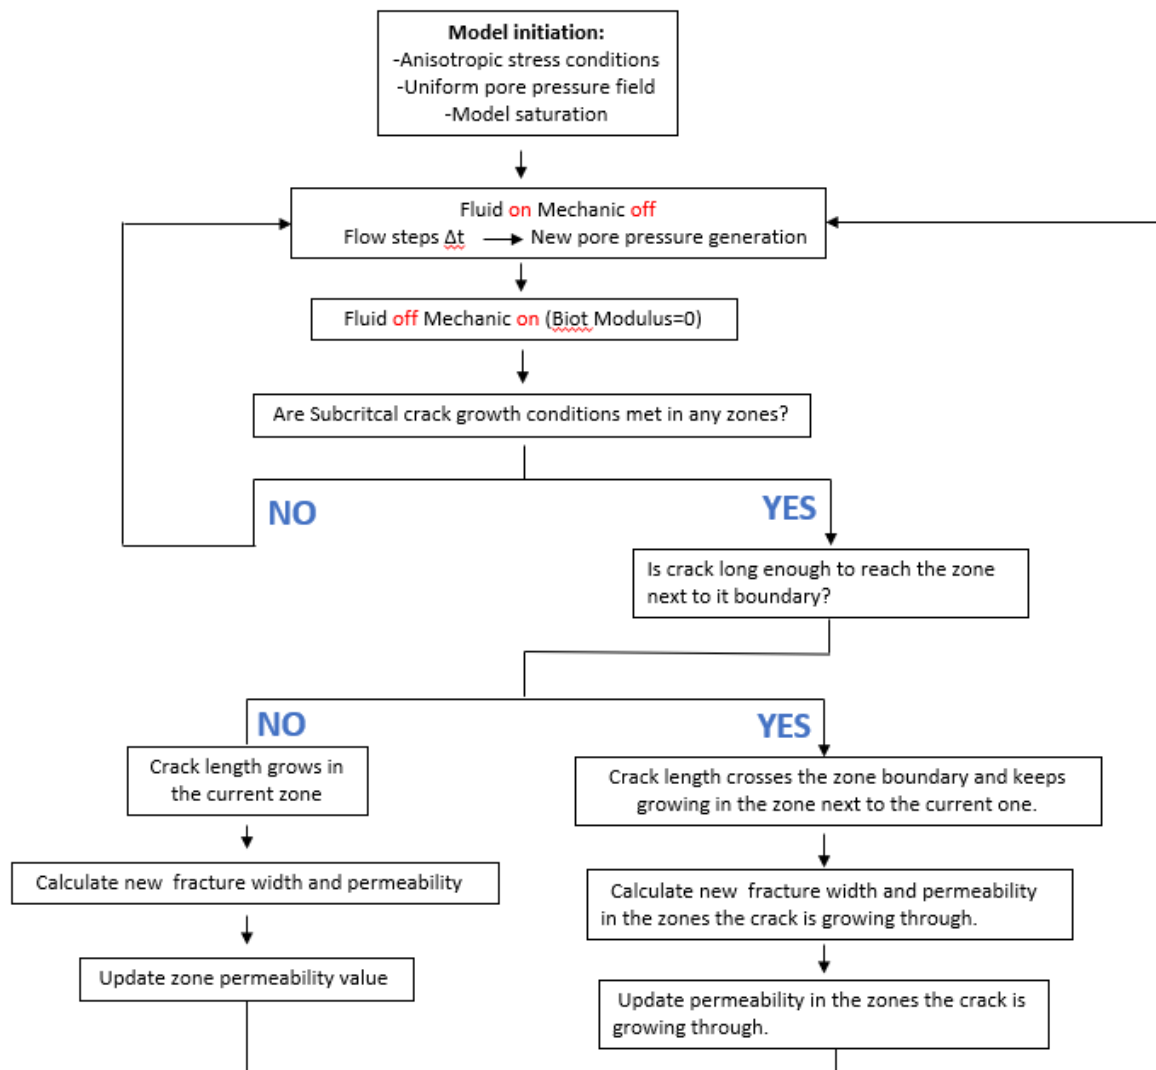 Model initiation:
-Anisotropic stress conditions
-Uniform pore pressure field
-Model saturation
Fluid on Mechanic off
Flow steps Δt → New pore pressure generation
Fluid off Mechanic on (Biot Modulus=0)
Are Subcritcal crack growth conditions met in any zones?
NO
YES
Is crack long enough to reach the zone
next to it boundary?
NO
YES
Crack length grows in
the current zone
Crack length crosses the zone boundary and keeps
growing in the zone next to the current one.
Calculate new fracture width and permeability
Calculate new fracture width and permeability
in the zones the crack is growing through.
Update zone permeability value
Update permeability in the zones the crack is
growing through.